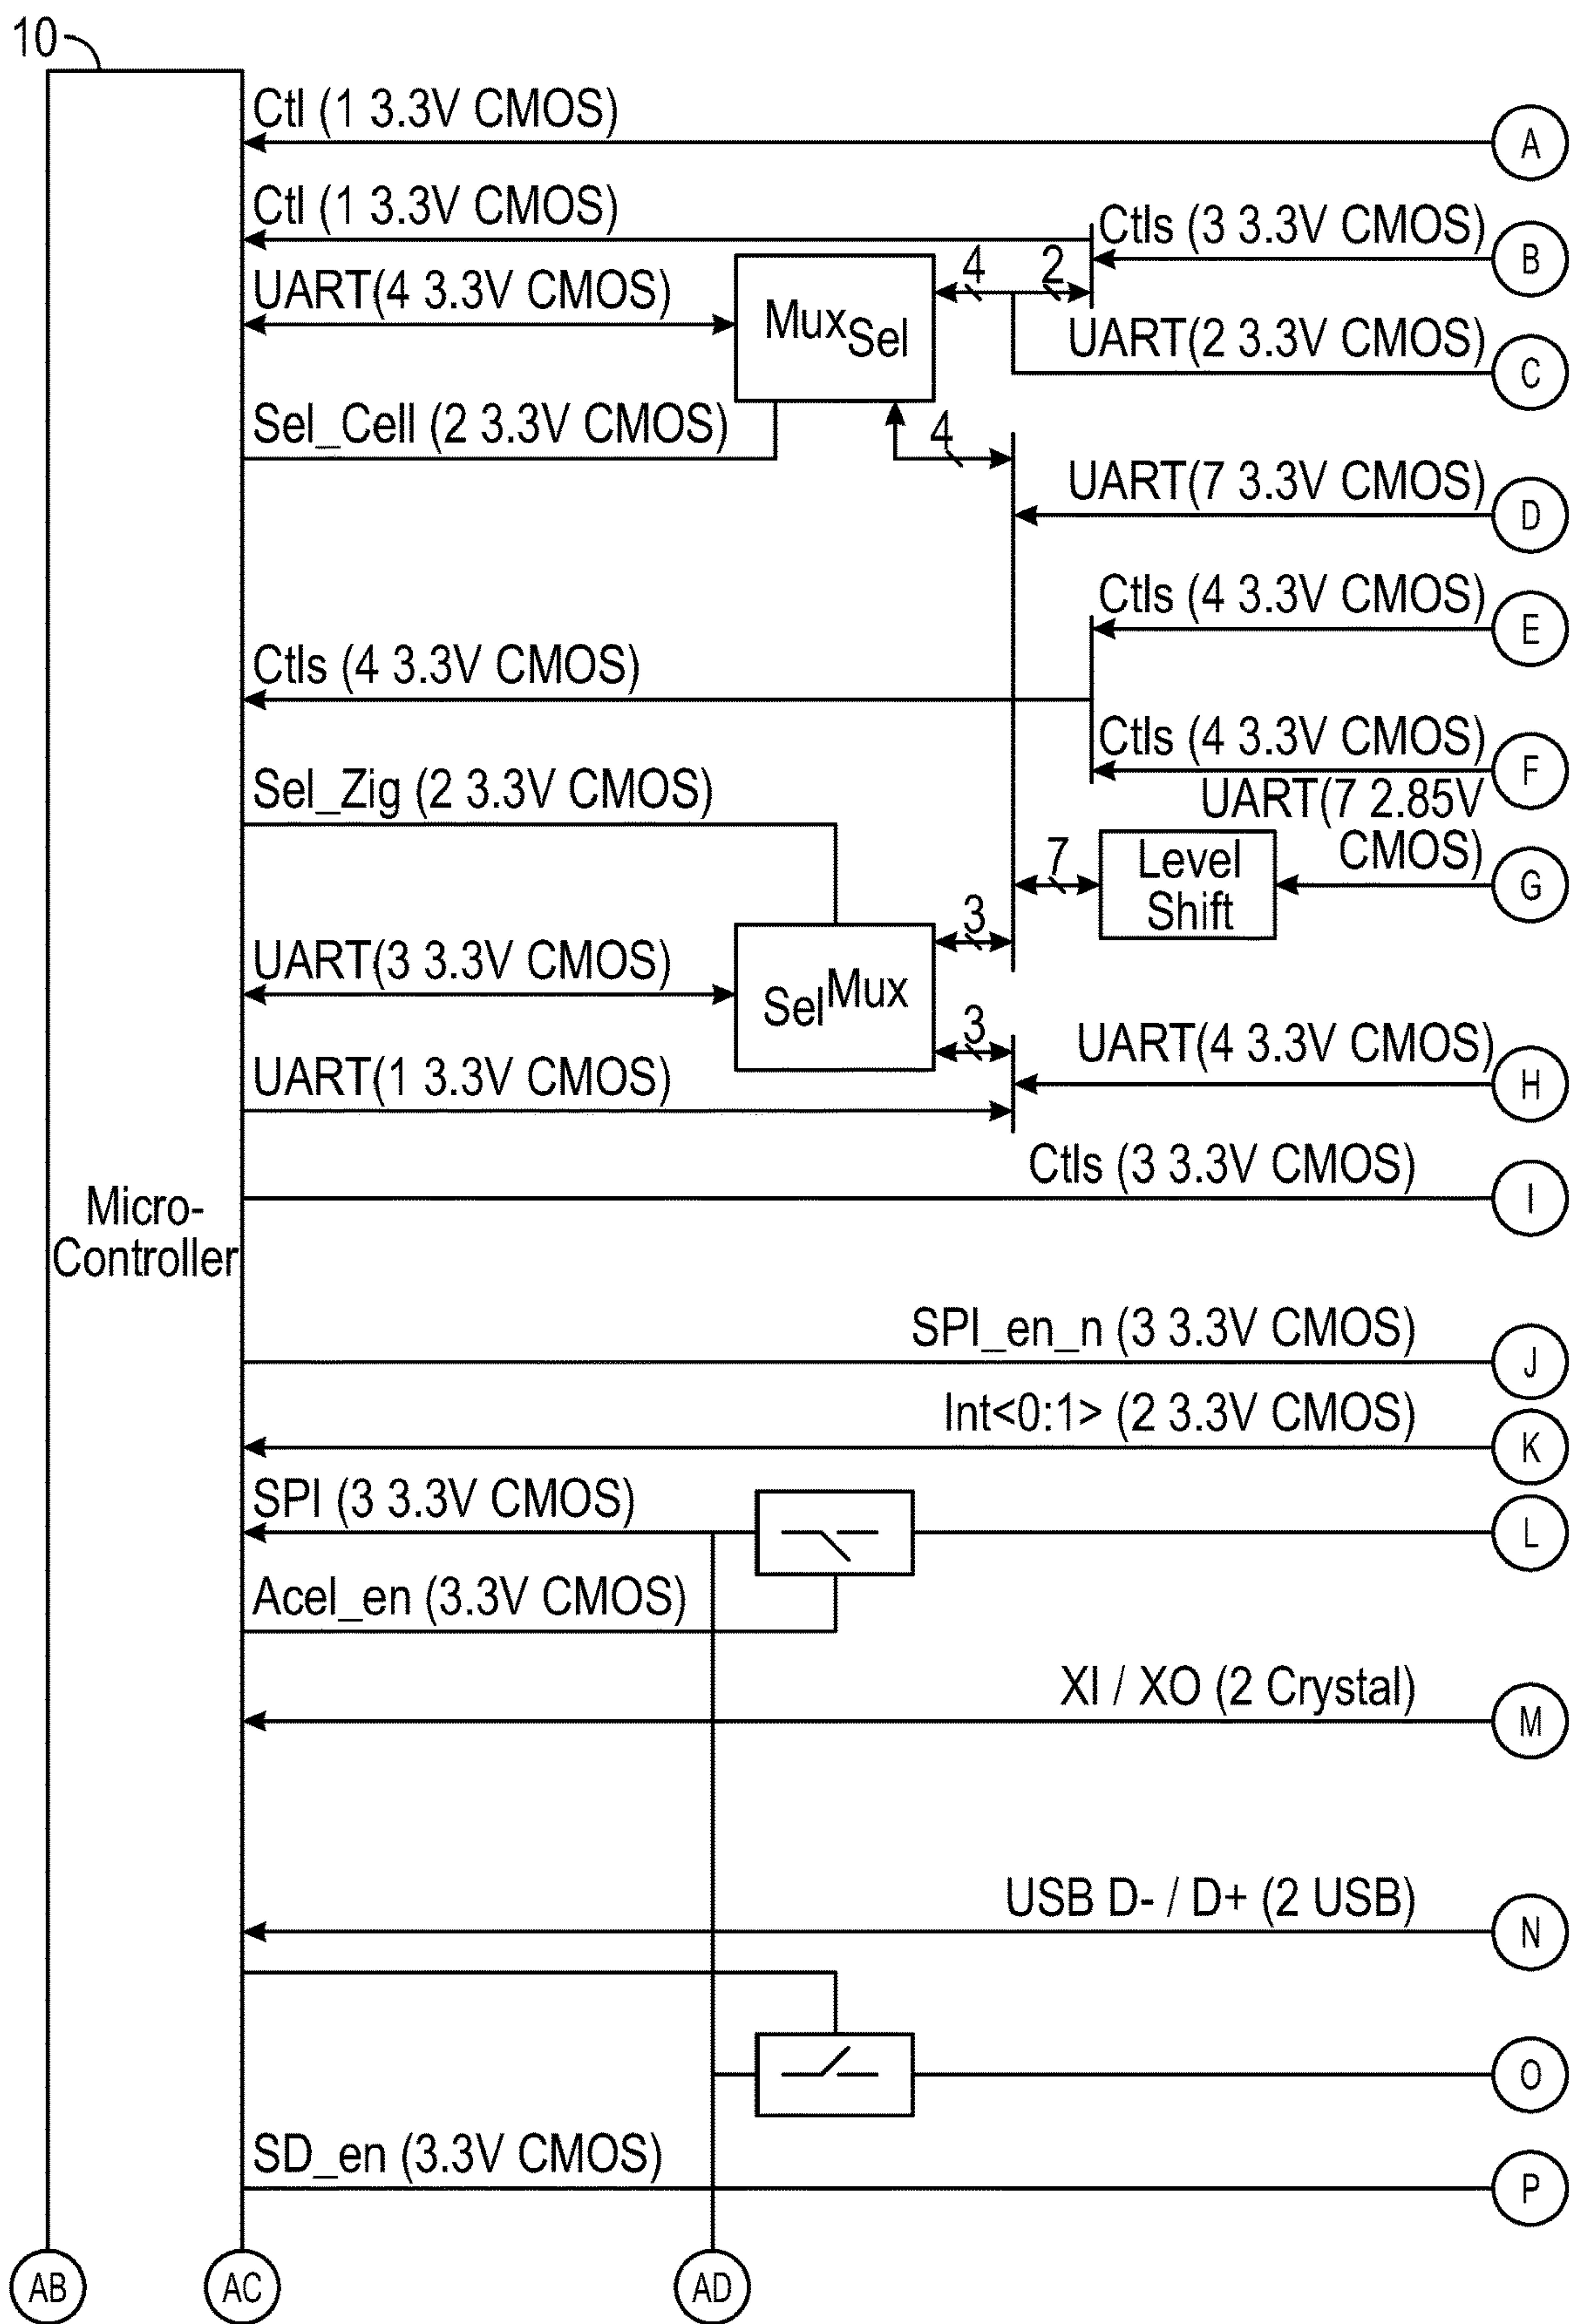 10
Ctl (1 3.3V CMOS)
A
Ctl (1 3.3V CMOS)
Ctls (3 3.3V CMOS)
B
4
2
UART(4 3.3V CMOS)
Mux
Sel
UART(2 3.3V CMOS)
C
Sel_Cell (2 3.3V CMOS)
4
UART(7 3.3V CMOS)
D
Ctls (4 3.3V CMOS)
E
Ctls (4 3.3V CMOS)
Ctls (4 3.3V CMOS)
F
Sel_Zig (2 3.3V CMOS)
UART(7 2.85V
CMOS)
7
Level
Shift
G
3
UART(3 3.3V CMOS)
Sel
Mux
3
UART(4 3.3V CMOS)
H
UART(1 3.3V CMOS)
Ctls (3 3.3V CMOS)
I
Micro-
Controller
SPI_en_n (3 3.3V CMOS)
J
Int<0:1> (2 3.3V CMOS)
K
SPI (3 3.3V CMOS)
L
Acel_en (3.3V CMOS)
XI / XO (2 Crystal)
M
USB D- / D+ (2 USB)
N
O
SD_en (3.3V CMOS)
P
AB
AC
AD